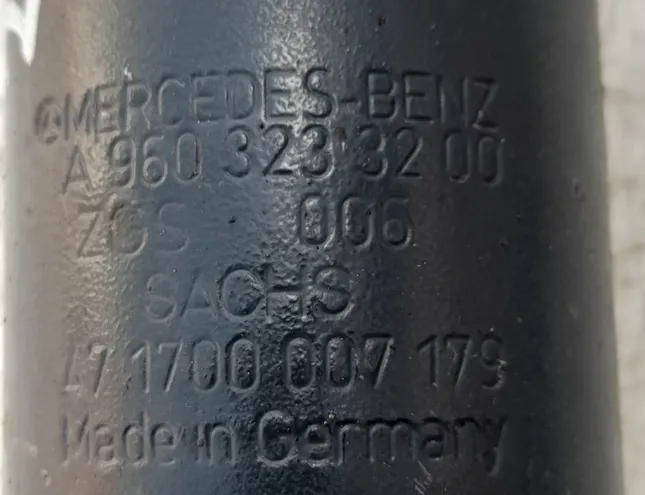 MERCEDES-BENZ
A 960 323 32 00
ZGS 006
SACHS
47 1700 007 179
Made in Germany